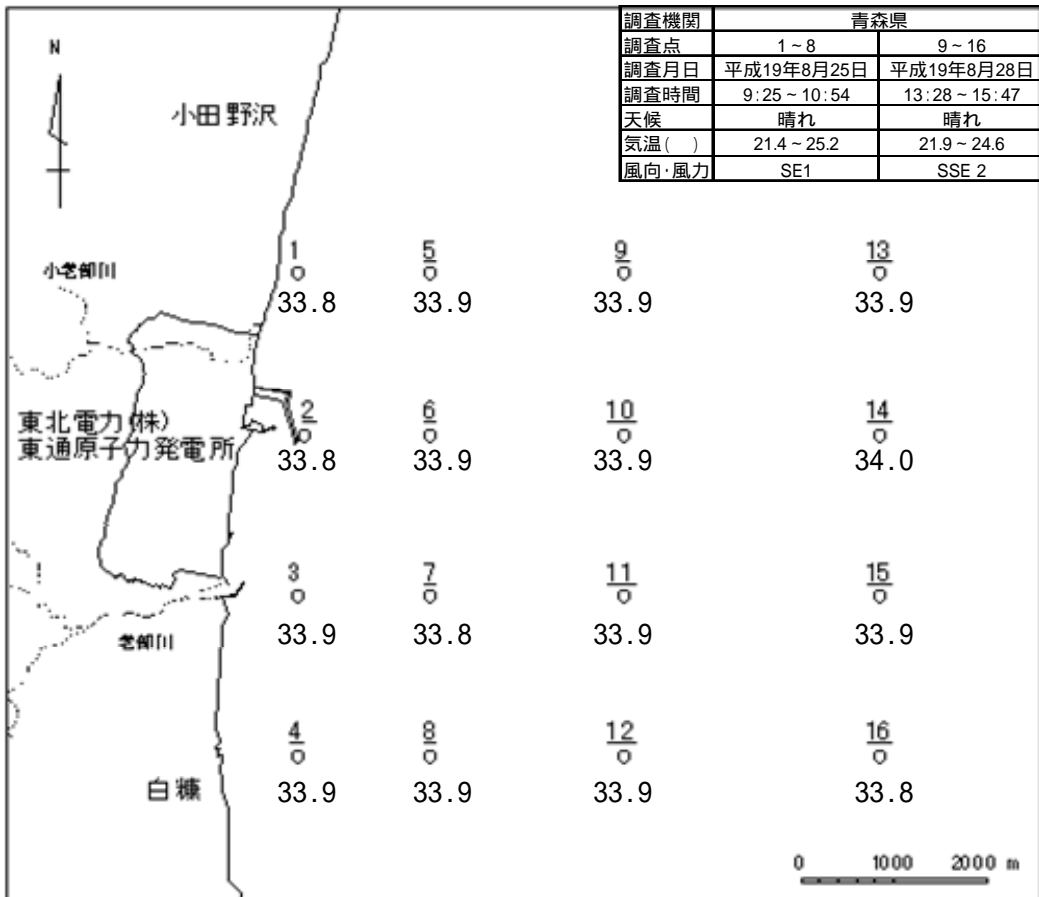 調査機関 青森県
調査点 1~8 9~16
調査月日 平成19年8月25日 平成19年8月28日
調査時間 9:25~10:54 13:28~15:47
天候 晴れ 晴れ
気温( ) 21.4~25.2 21.9~24.6
風向・風力 SE1 SSE 2
N
小田野沢
小老部川
1 5 9 13
33.8 33.9 33.9 33.9
東北電力(株)
東通原子力発電所
2 6 10 14
33.8 33.9 33.9 34.0
3 7 11 15
33.9 33.8 33.9 33.9
老部川
4 8 12 16
33.9 33.9 33.9 33.8
白糠
0 1000 2000 m